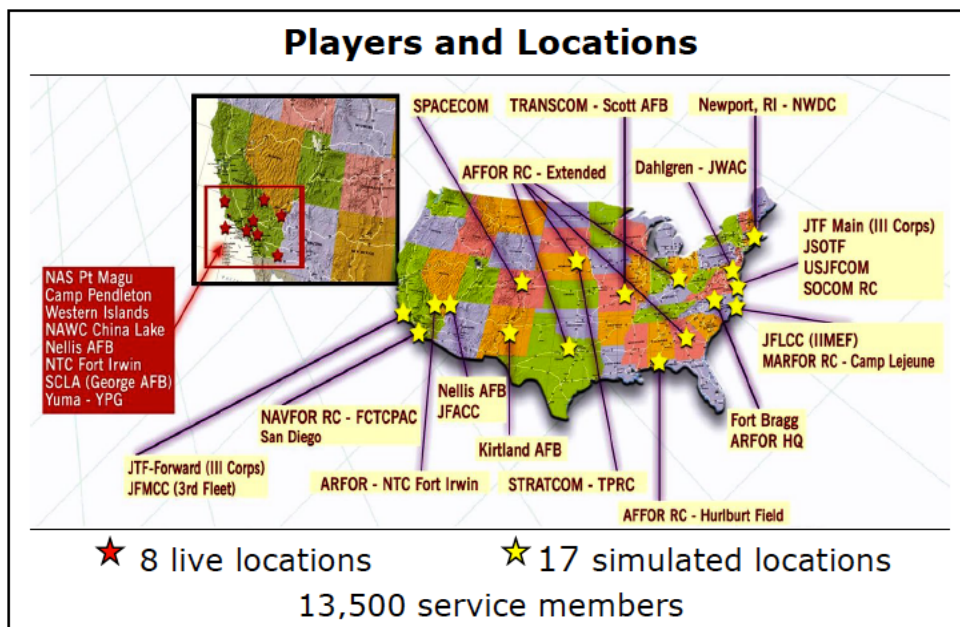 Players and Locations
SPACECOM
TRANSCOM - Scott AFB
Newport, RI - NWDC
AFFOR RC - Extended
Dahlgren - JWAC
JTF Main (III Corps)
JSOTF
USJFCOM
SOCOM RC
NAS Pt Magu
Camp Pendleton
Western Islands
NAWC China Lake
Nellis AFB
NTC Fort Irwin
SCLA (George AFB)
Yuma - YPG
JFLCC (IIMEF)
MARFOR RC - Camp Lejeune
Nellis AFB
JFACC
NAVFOR RC - FCTCPAC
San Diego
Fort Bragg
ARFOR HQ
Kirtland AFB
JTF-Forward (III Corps)
JFMCC (3rd Fleet)
ARFOR - NTC Fort Irwin
STRATCOM - TPRC
AFFOR RC - Hurlburt Field
8 live locations
17 simulated locations
13,500 service members